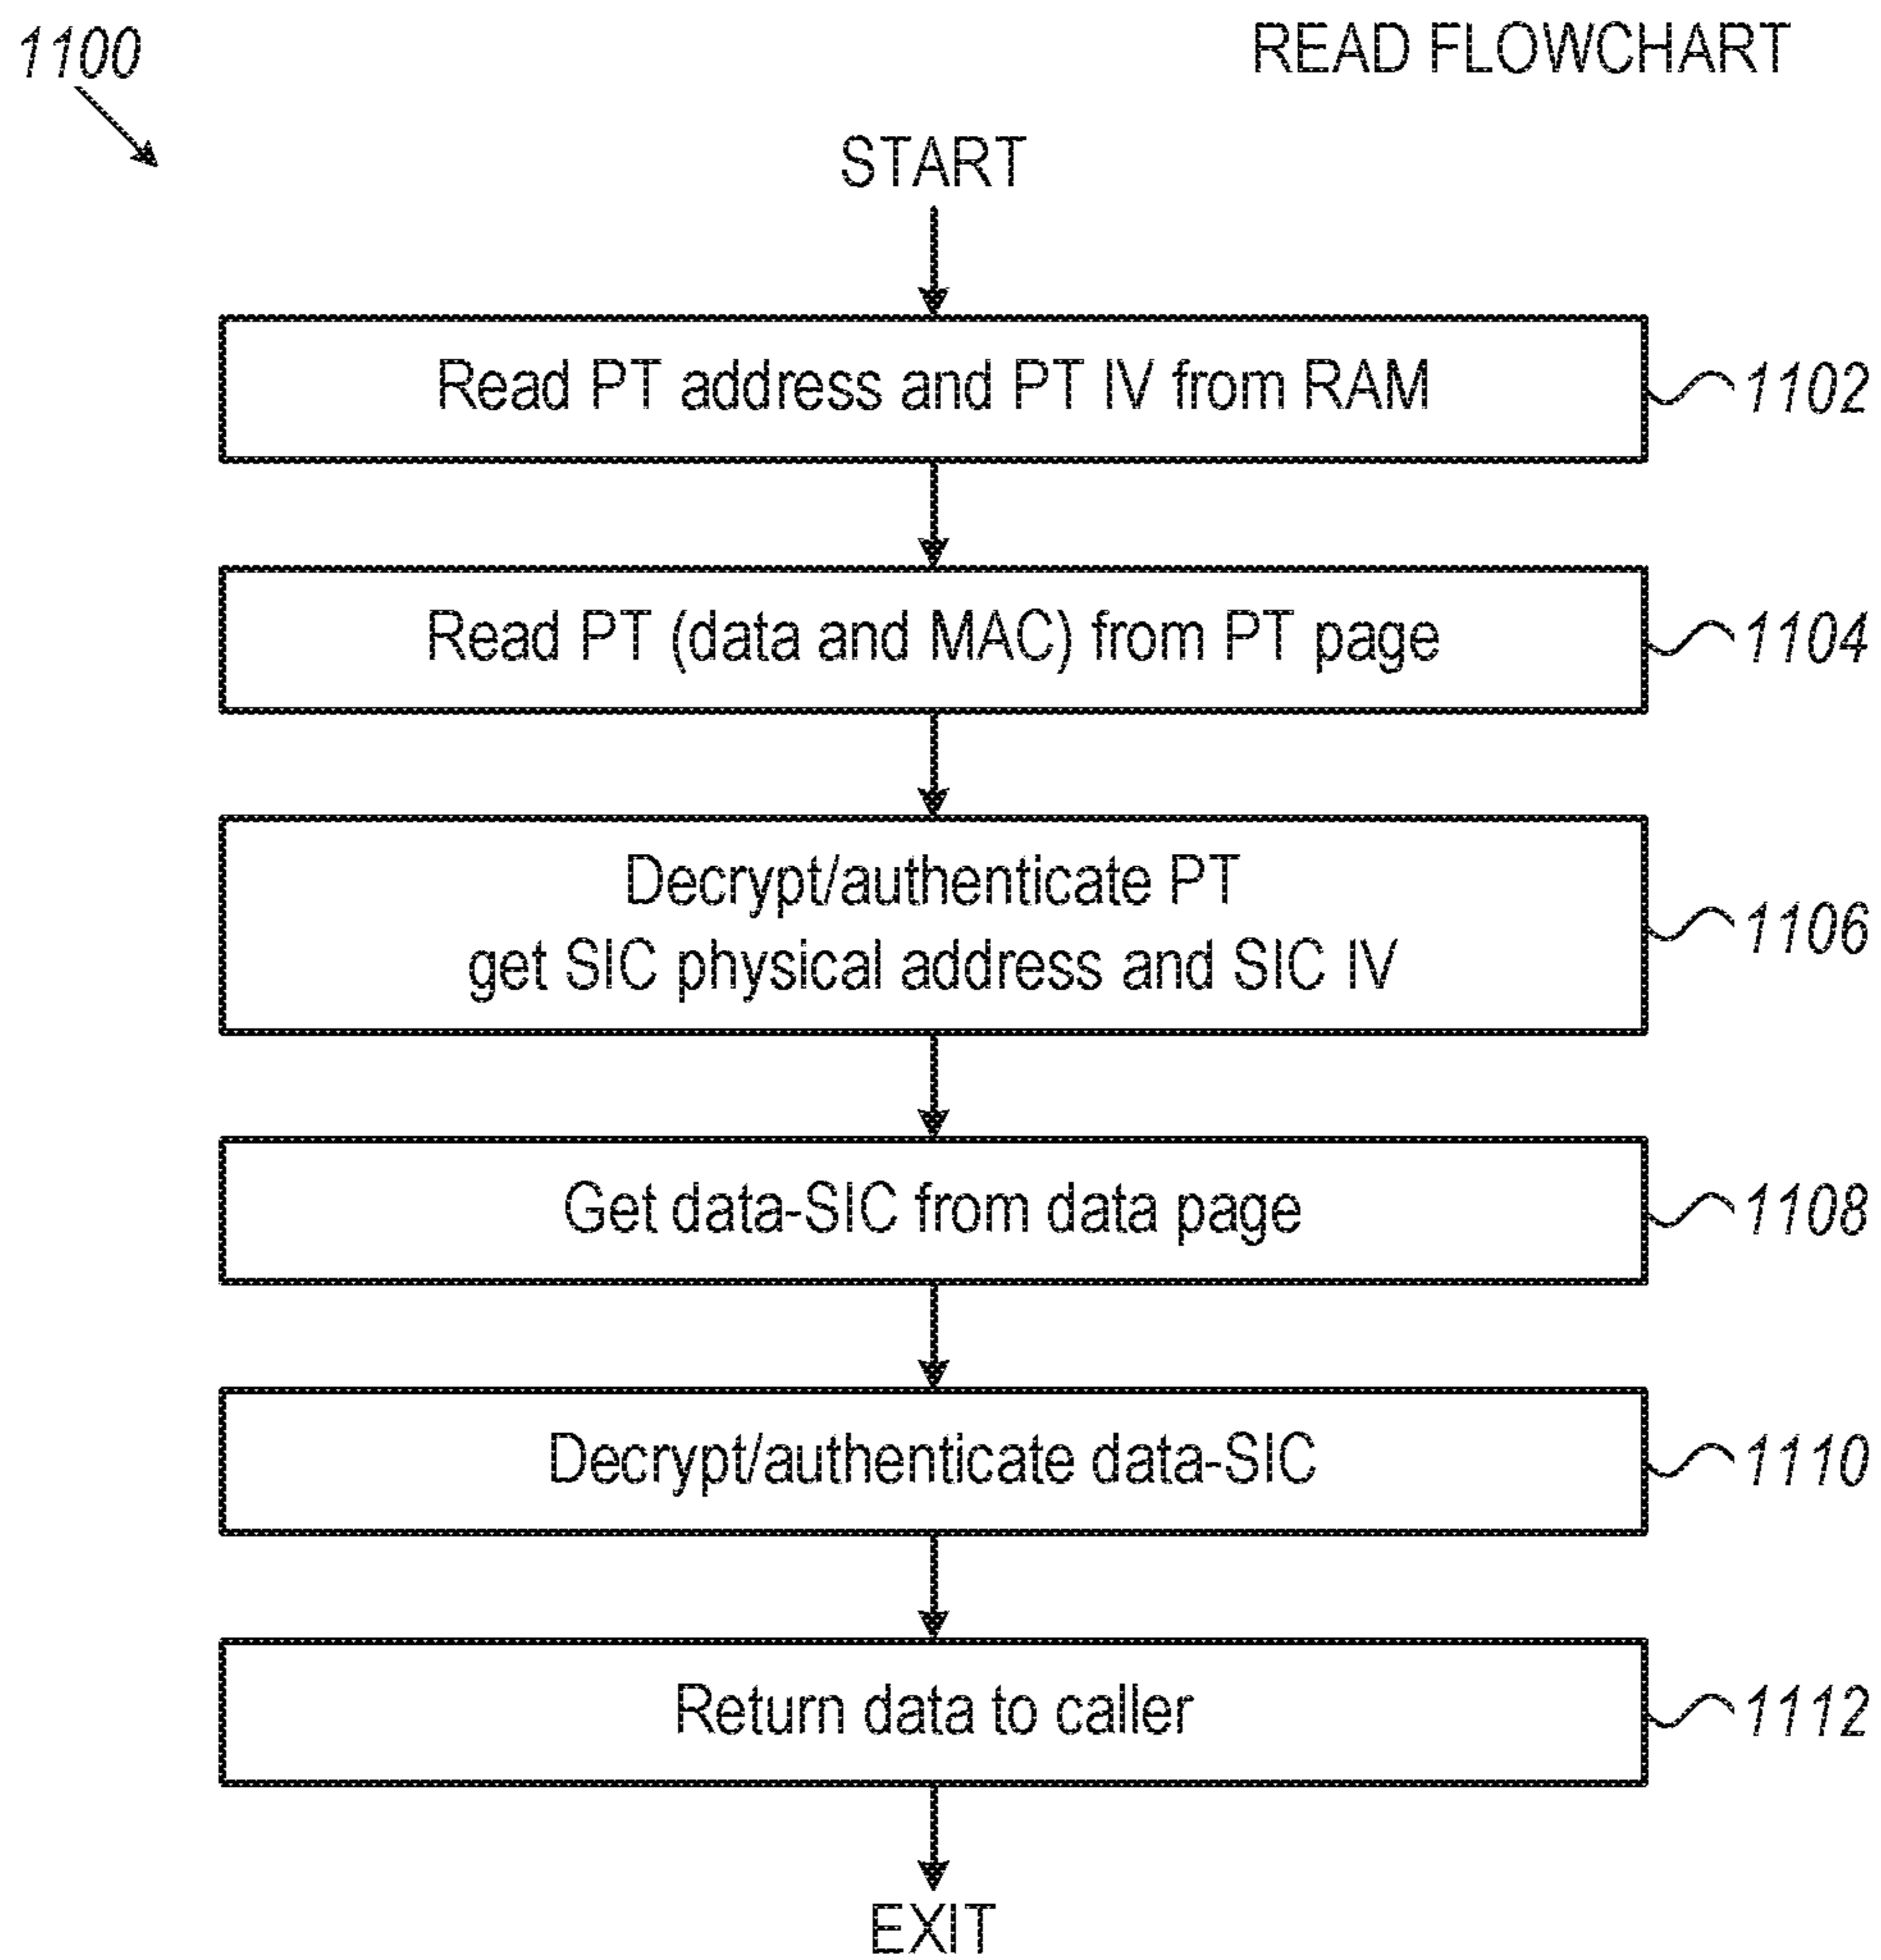 1100
READ FLOWCHART
START
Read PT address and PT IV from RAM
1102
Read PT (data and MAC) from PT page
1104
Decrypt/authenticate PT
get SIC physical address and SIC IV
1106
Get data-SIC from data page
1108
Decrypt/authenticate data-SIC
1110
Return data to caller
1112
EXIT